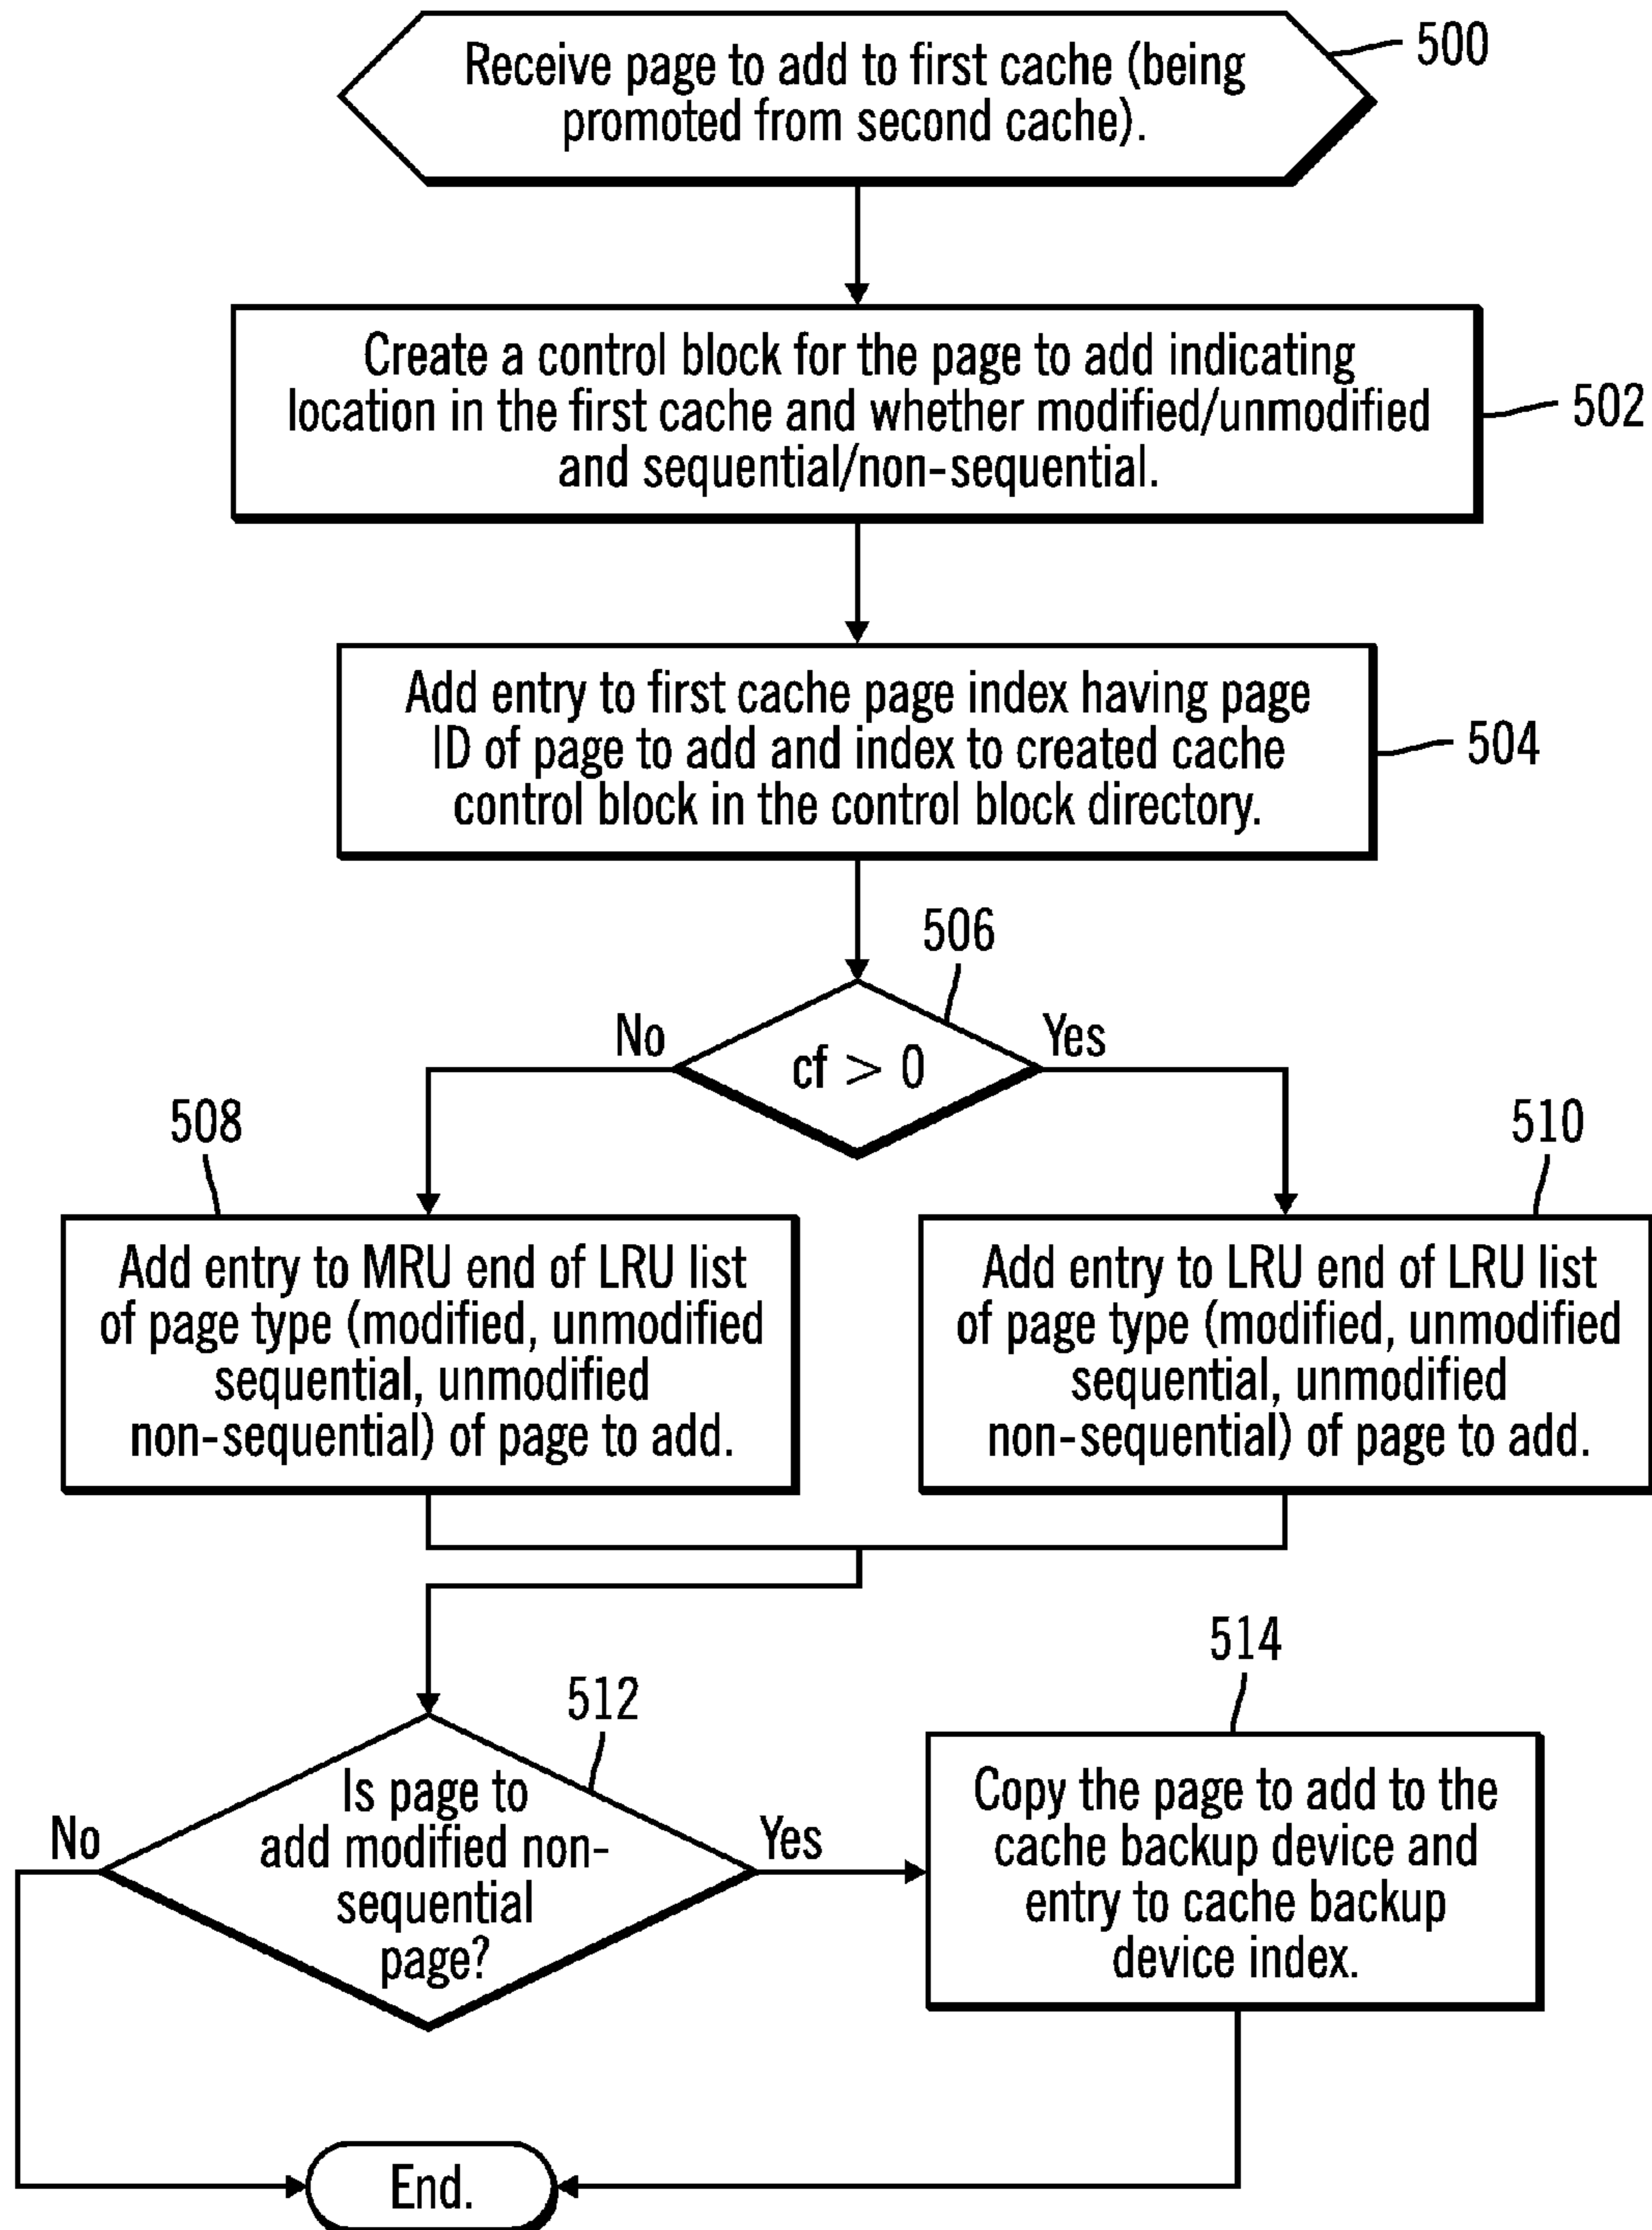 Receive page to add to first cache (being
promoted from second cache).
500
Create a control block for the page to add indicating
location in the first cache and whether modified/unmodified
and sequential/non-sequential.
502
Add entry to first cache page index having page
ID of page to add and index to created cache
control block in the control block directory.
504
506
No
cf > 0
Yes
508
510
Add entry to MRU end of LRU list
of page type (modified, unmodified
sequential, unmodified
non-sequential) of page to add.
Add entry to LRU end of LRU list
of page type (modified, unmodified
sequential, unmodified
non-sequential) of page to add.
512
514
No
Is page to
add modified non-
sequential
page?
Yes
Copy the page to add to the
cache backup device and
entry to cache backup
device index.
End.